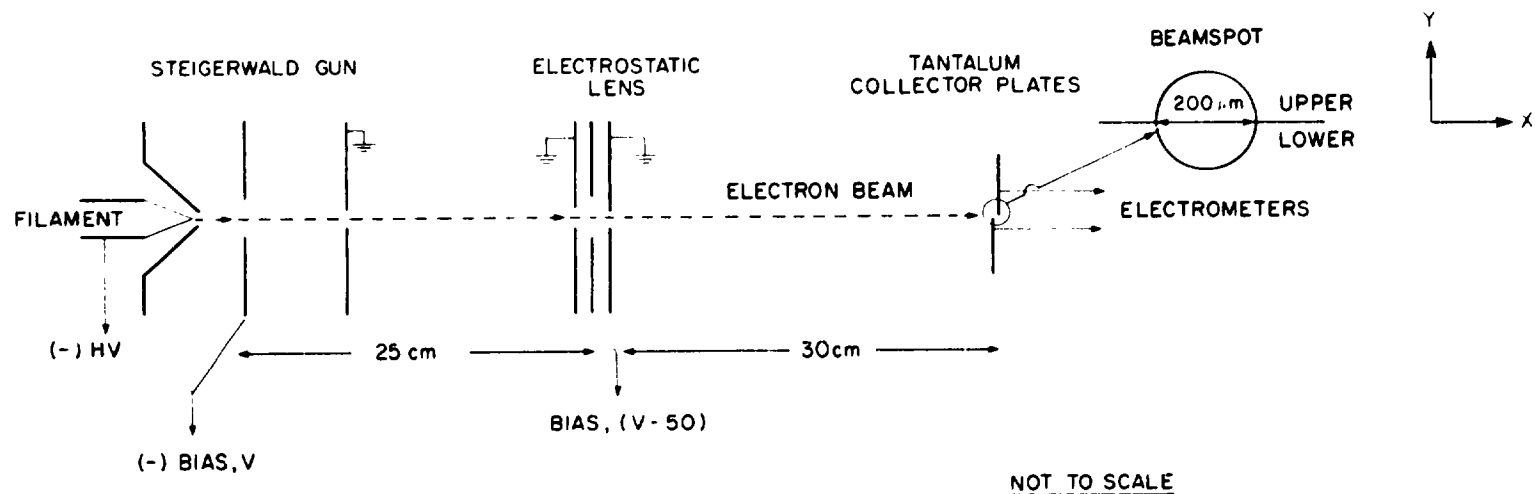 STEIGERWALD GUN
ELECTROSTATIC
LENS
TANTALUM
COLLECTOR PLATES
BEAMSPOT
200 μm
UPPER
LOWER
Y
X
FILAMENT
ELECTRON BEAM
ELECTROMETERS
(-) HV
25 cm
30cm
BIAS, (V-50)
(-) BIAS, V
NOT TO SCALE